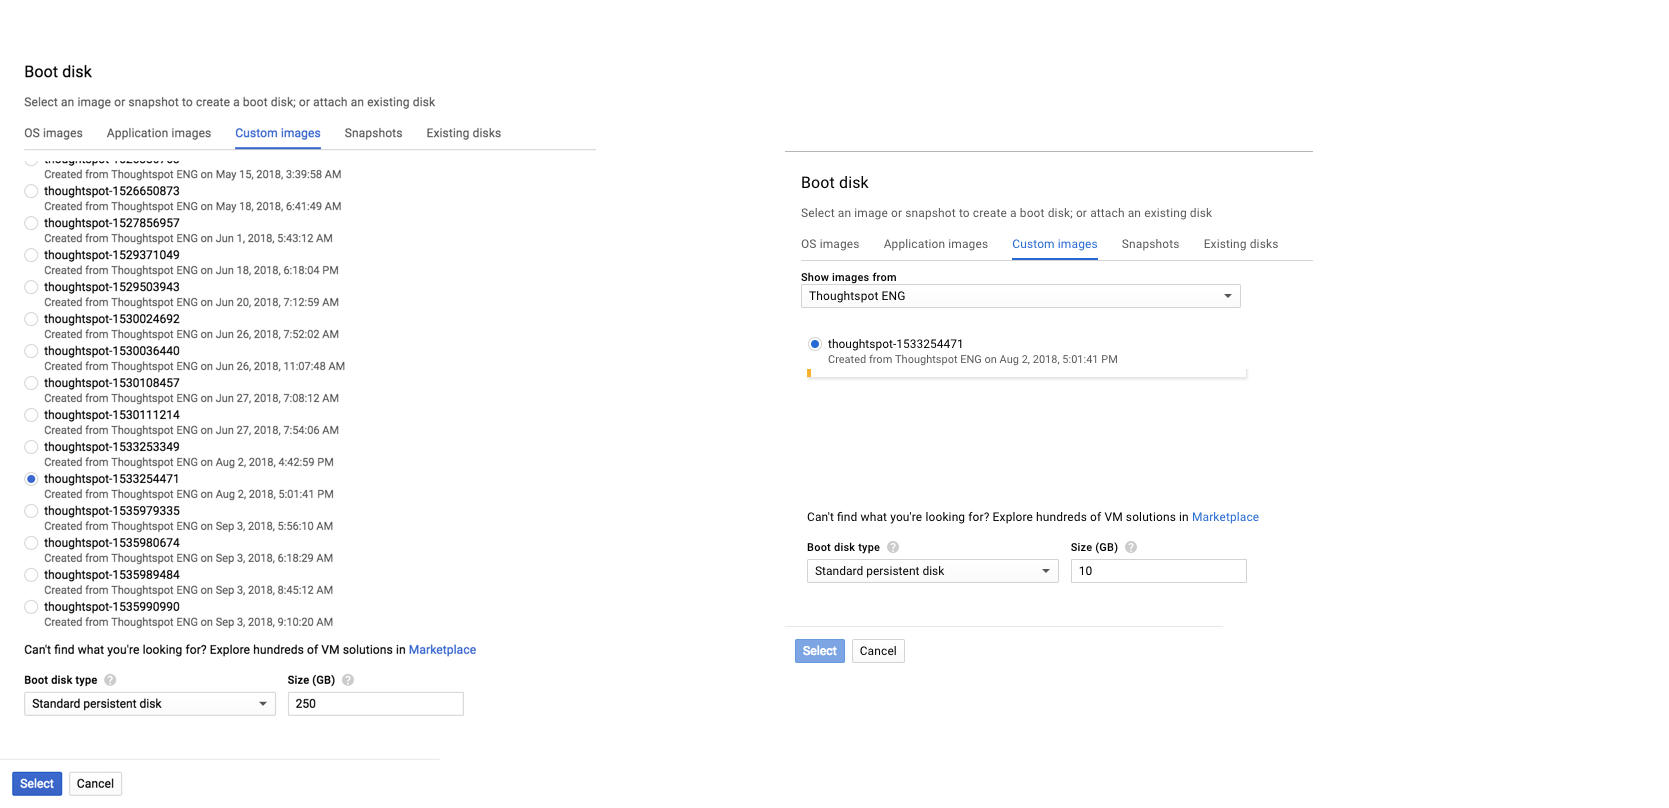 Boot disk
Select an image or snapshot to create a boot disk; or attach an existing disk
OS images Application images Custom images Snapshots Existing disks
Created from Thoughtspot ENG on May 15, 2018, 3:39:58 AM
thoughtspot-1526650873
Created from Thoughtspot ENG on May 18, 2018, 6:41:49 AM
thoughtspot-1527856957
Created from Thoughtspot ENG on Jun 1, 2018, 5:43:12 AM
thoughtspot-1529371049
Created from Thoughtspot ENG on Jun 18, 2018, 6:18:04 PM
thoughtspot-1529503943
Created from Thoughtspot ENG on Jun 20, 2018, 7:12:59 AM
thoughtspot-1530024692
Created from Thoughtspot ENG on Jun 26, 2018, 7:52:02 AM
thoughtspot-1530036440
Created from Thoughtspot ENG on Jun 26, 2018, 11:07:48 AM
thoughtspot-1530108457
Created from Thoughtspot ENG on Jun 27, 2018, 7:08:12 AM
thoughtspot-1530111214
Created from Thoughtspot ENG on Jun 27, 2018, 7:54:06 AM
thoughtspot-1533253349
Created from Thoughtspot ENG on Aug 2, 2018, 4:42:59 PM
thoughtspot-1533254471
Created from Thoughtspot ENG on Aug 2, 2018, 5:01:41 PM
thoughtspot-1535979335
Created from Thoughtspot ENG on Sep 3, 2018, 5:56:10 AM
thoughtspot-1535980674
Created from Thoughtspot ENG on Sep 3, 2018, 6:18:29 AM
thoughtspot-1535989484
Created from Thoughtspot ENG on Sep 3, 2018, 8:45:12 AM
thoughtspot-1535990990
Created from Thoughtspot ENG on Sep 3, 2018, 9:10:20 AM
Can't find what you're looking for? Explore hundreds of VM solutions in Marketplace
Boot disk type ? Size (GB) ?
Standard persistent disk 250
Select Cancel
Boot disk
Select an image or snapshot to create a boot disk; or attach an existing disk
OS images Application images Custom images Snapshots Existing disks
Show images from
Thoughtspot ENG
thoughtspot-1533254471
Created from Thoughtspot ENG on Aug 2, 2018, 5:01:41 PM
Can't find what you're looking for? Explore hundreds of VM solutions in Marketplace
Boot disk type ? Size (GB) ?
Standard persistent disk 10
Select Cancel